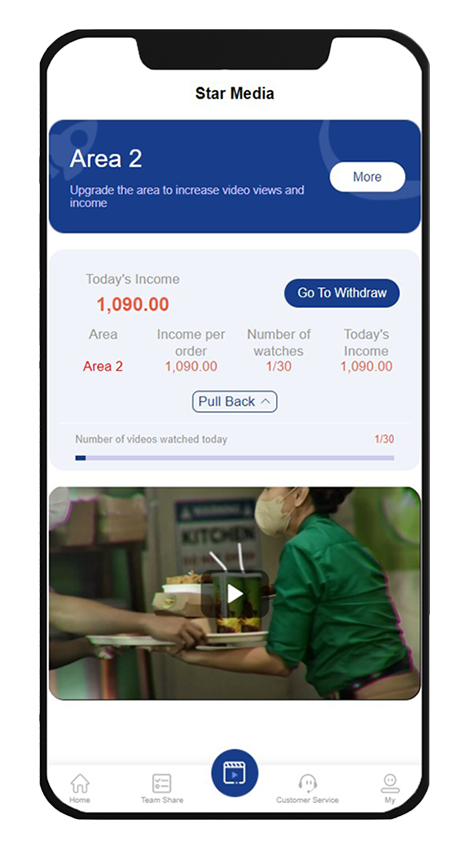 Star Media
Area 2
Upgrade the area to increase video views and
income
More
Today's Income
1,090.00
Go To Withdraw
Area
Income per
order
Number of
watches
Today's
Income
Area 2
1,090.00
1/30
1,090.00
Pull Back
Number of videos watched today
1/30
WARNING
KITCHEN
Home
Team Share
Customer Service
My